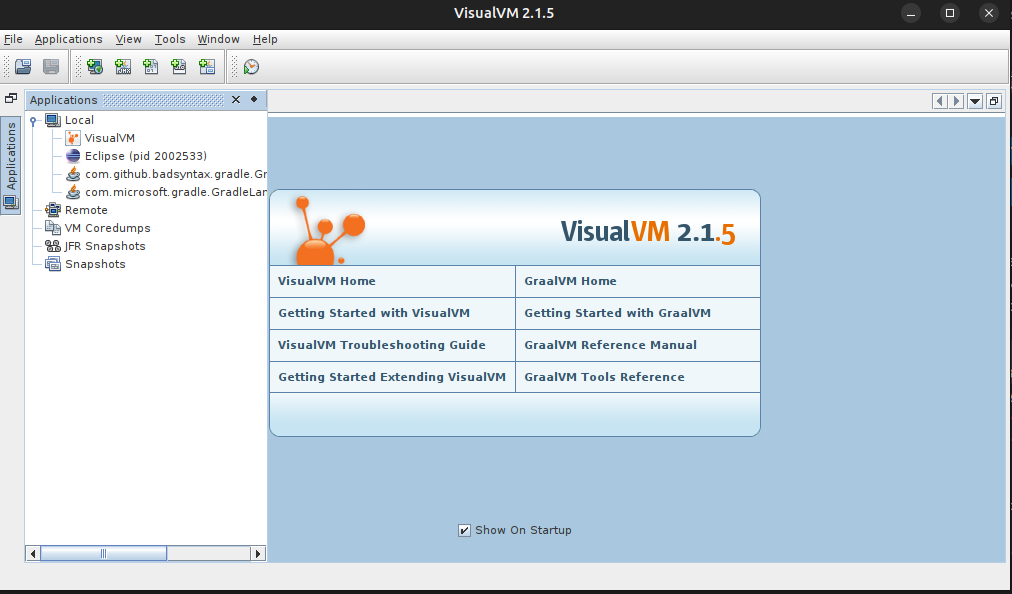 VisualVM 2.1.5
File Applications View Tools Window Help
Applications
Applications
Local
VisualVM
Eclipse (pid 2002533)
com.github.badsyntax.gradle.Gr
com.microsoft.gradle.GradleLan
Remote
VM Coredumps
JFR Snapshots
Snapshots
VisualVM 2.1.5
VisualVM Home GraalVM Home
Getting Started with VisualVM Getting Started with GraalVM
VisualVM Troubleshooting Guide GraalVM Reference Manual
Getting Started Extending VisualVM GraalVM Tools Reference
Show On Startup